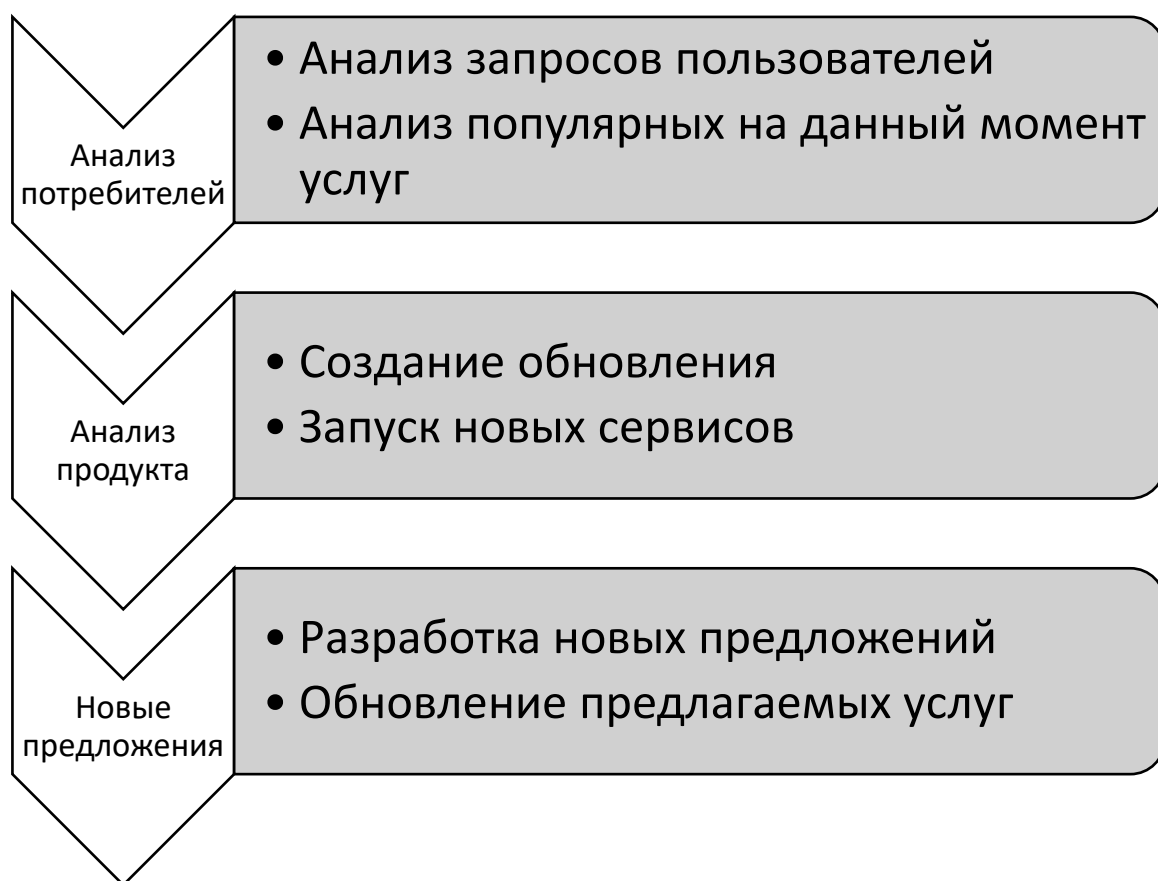 Анализ
потребителей
• Анализ запросов пользователей
• Анализ популярных на данный момент
услуг
Анализ
продукта
• Создание обновления
• Запуск новых сервисов
Новые
предложения
• Разработка новых предложений
• Обновление предлагаемых услуг